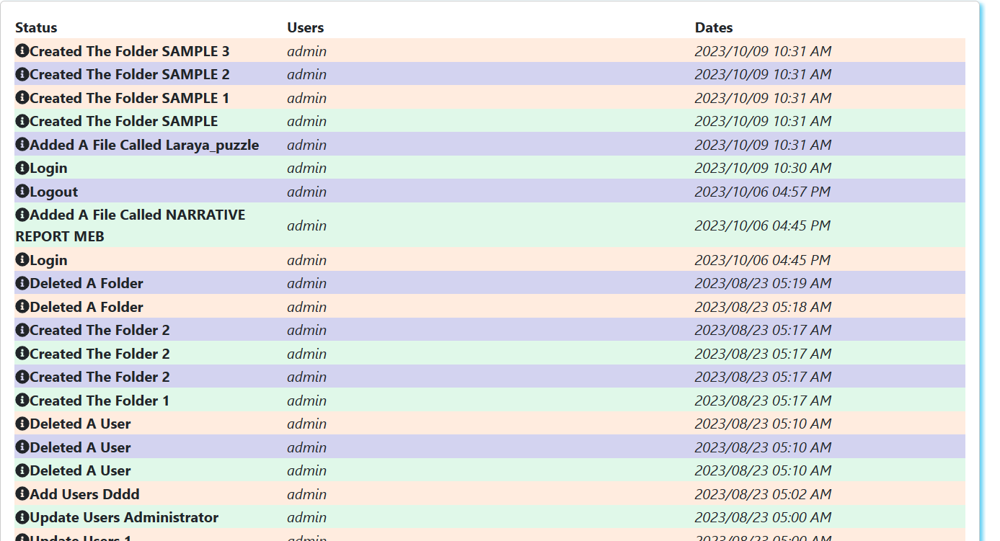 Status Users Dates
Created The Folder SAMPLE 3 admin 2023/10/09 10:31 AM
Created The Folder SAMPLE 2 admin 2023/10/09 10:31 AM
Created The Folder SAMPLE 1 admin 2023/10/09 10:31 AM
Created The Folder SAMPLE admin 2023/10/09 10:31 AM
Added A File Called Laraya_puzzle admin 2023/10/09 10:31 AM
Login admin 2023/10/09 10:30 AM
Logout admin 2023/10/06 04:57 PM
Added A File Called NARRATIVE
REPORT MEB admin 2023/10/06 04:45 PM
Login admin 2023/10/06 04:45 PM
Deleted A Folder admin 2023/08/23 05:19 AM
Deleted A Folder admin 2023/08/23 05:18 AM
Created The Folder 2 admin 2023/08/23 05:17 AM
Created The Folder 2 admin 2023/08/23 05:17 AM
Created The Folder 2 admin 2023/08/23 05:17 AM
Created The Folder 1 admin 2023/08/23 05:17 AM
Deleted A User admin 2023/08/23 05:10 AM
Deleted A User admin 2023/08/23 05:10 AM
Deleted A User admin 2023/08/23 05:10 AM
Add Users Dddd admin 2023/08/23 05:02 AM
Update Users Administrator admin 2023/08/23 05:00 AM
Update Users 1 admin 2023/08/23 05:00 AM